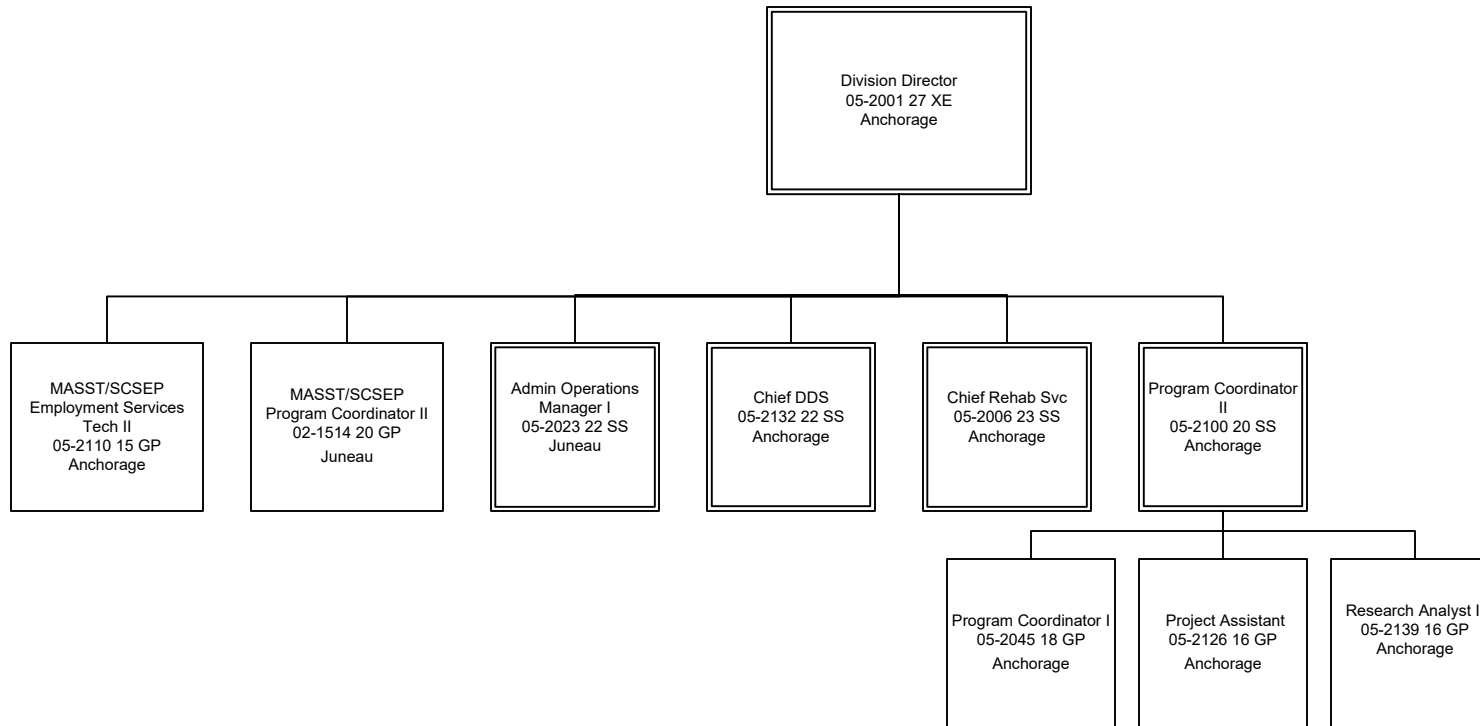 Division Director
05-2001 27 XE
Anchorage
MASST/SCSEP
Employment Services
Tech II
05-2110 15 GP
Anchorage
MASST/SCSEP
Program Coordinator II
02-1514 20 GP
Juneau
Admin Operations
Manager I
05-2023 22 SS
Juneau
Chief DDS
05-2132 22 SS
Anchorage
Chief Rehab Svc
05-2006 23 SS
Anchorage
Program Coordinator
II
05-2100 20 SS
Anchorage
Program Coordinator I
05-2045 18 GP
Anchorage
Project Assistant
05-2126 16 GP
Anchorage
Research Analyst I
05-2139 16 GP
Anchorage